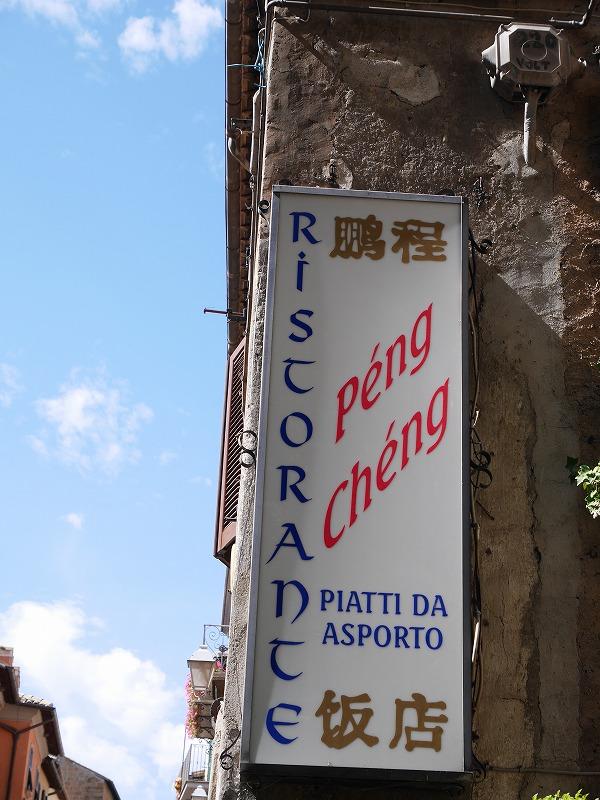 RISTORANTE
鹏程
Péng
Chéng
PIATTI DA
ASPORTO
饭店